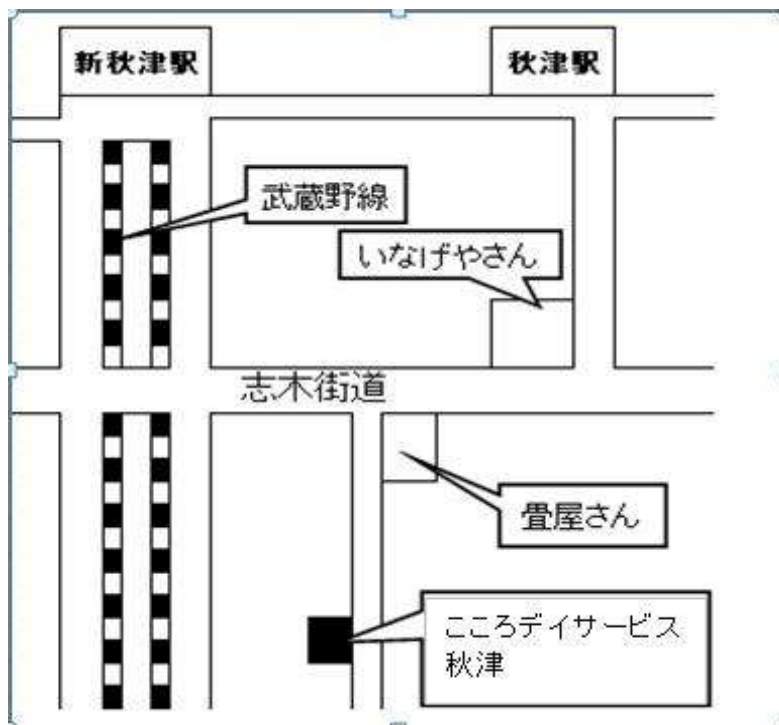 新秋津駅
秋津駅
武蔵野線
いなげやさん
志木街道
畳屋さん
こころデイサービス
秋津